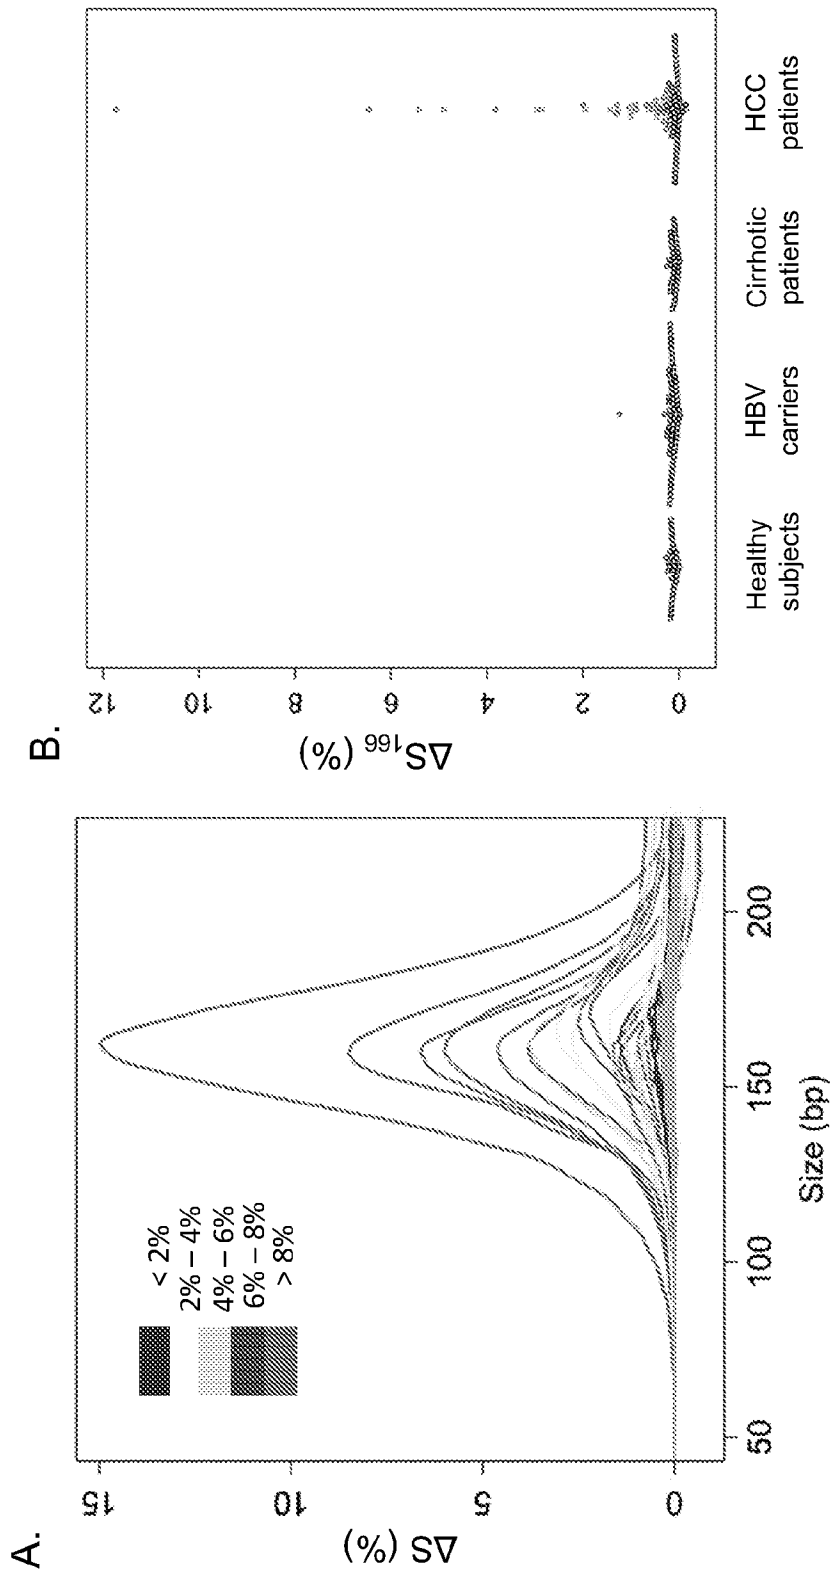 A.
ΔS (%)
15
10
5
0
< 2%
2% – 4%
4% – 6%
6% – 8%
> 8%
50
100
150
200
Size (bp)
B.
ΔS166 (%)
12
10
8
6
4
2
0
Healthy
subjects
HBV
carriers
Cirrhotic
patients
HCC
patients